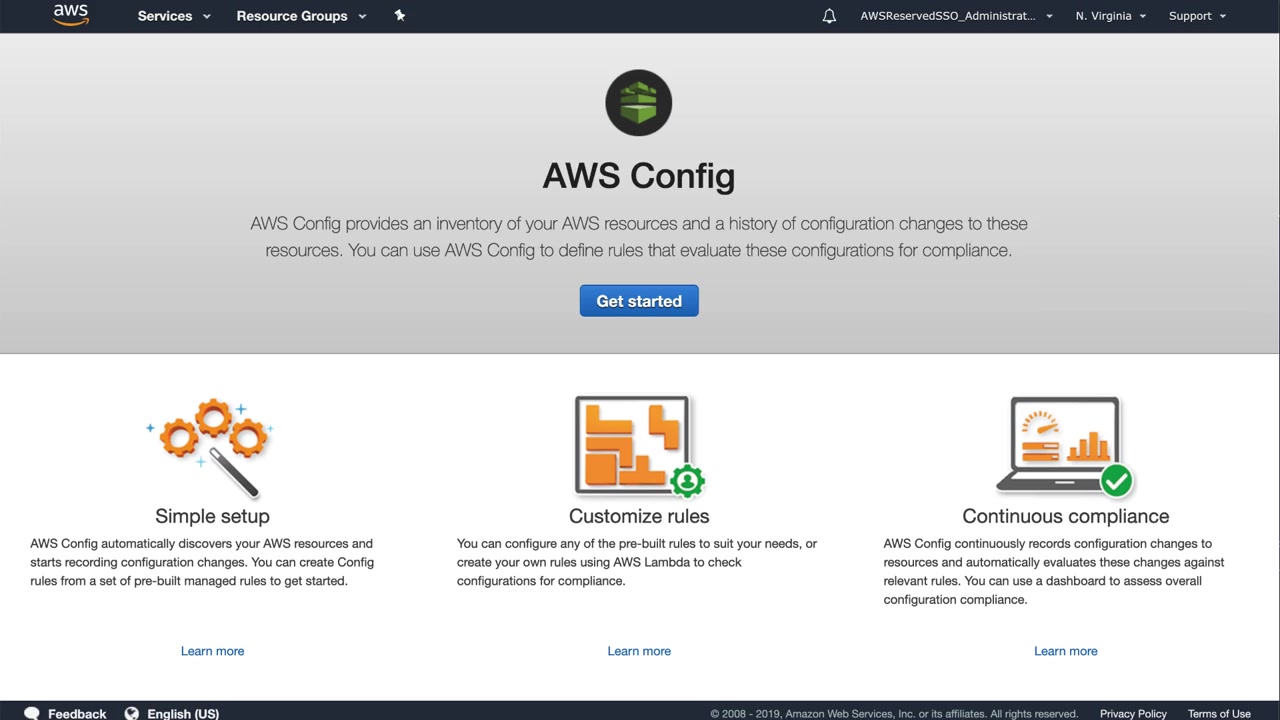 aws
Services
Resource Groups
AWSReservedSSO_Administrat...
N. Virginia
Support
AWS Config
AWS Config provides an inventory of your AWS resources and a history of configuration changes to these
resources. You can use AWS Config to define rules that evaluate these configurations for compliance.
Get started
Simple setup
AWS Config automatically discovers your AWS resources and
starts recording configuration changes. You can create Config
rules from a set of pre-built managed rules to get started.
Learn more
Customize rules
You can configure any of the pre-built rules to suit your needs, or
create your own rules using AWS Lambda to check
configurations for compliance.
Learn more
Continuous compliance
AWS Config continuously records configuration changes to
resources and automatically evaluates these changes against
relevant rules. You can use a dashboard to assess overall
configuration compliance.
Learn more
Feedback
English (US)
© 2008 - 2019, Amazon Web Services, Inc. or its affiliates. All rights reserved.
Privacy Policy
Terms of Use